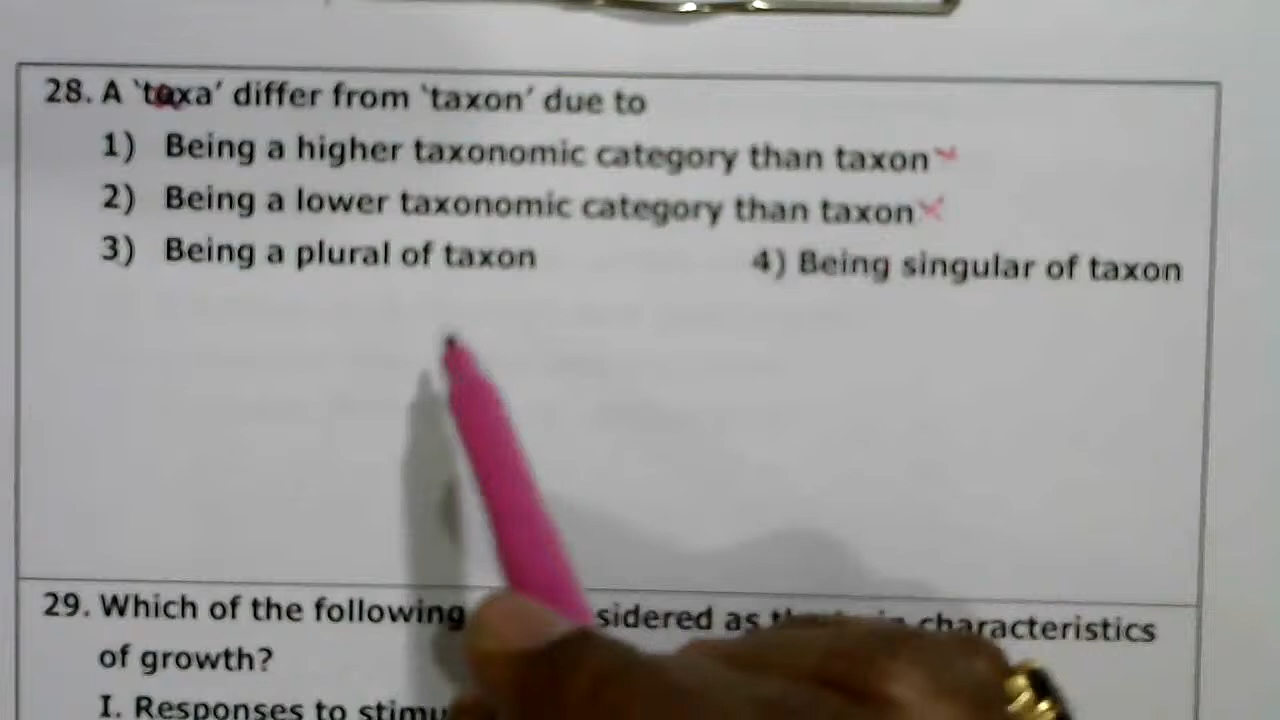 28. A ‘taxa’ differ from ‘taxon’ due to
1) Being a higher taxonomic category than taxon
2) Being a lower taxonomic category than taxon
3) Being a plural of taxon 4) Being singular of taxon
29. Which of the following sidered as characteristics
of growth?
I. Responses to